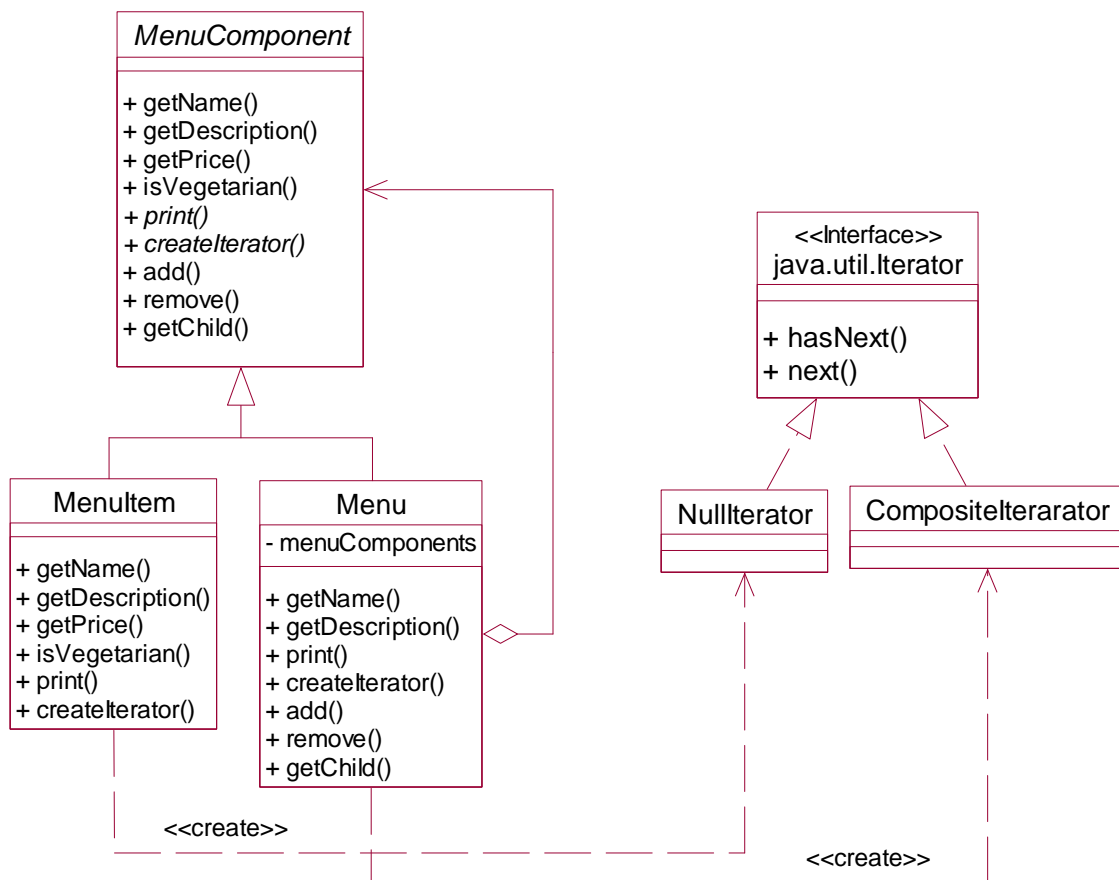 MenuComponent
+ getName()
+ getDescription()
+ getPrice()
+ isVegetarian()
+ print()
+ createIterator()
+ add()
+ remove()
+ getChild()
<<Interface>>
java.util.Iterator
+ hasNext()
+ next()
MenuItem
+ getName()
+ getDescription()
+ getPrice()
+ isVegetarian()
+ print()
+ createIterator()
Menu
- menuComponents
+ getName()
+ getDescription()
+ print()
+ createIterator()
+ add()
+ remove()
+ getChild()
NullIterator
CompositeIterarator
<<create>>
<<create>>